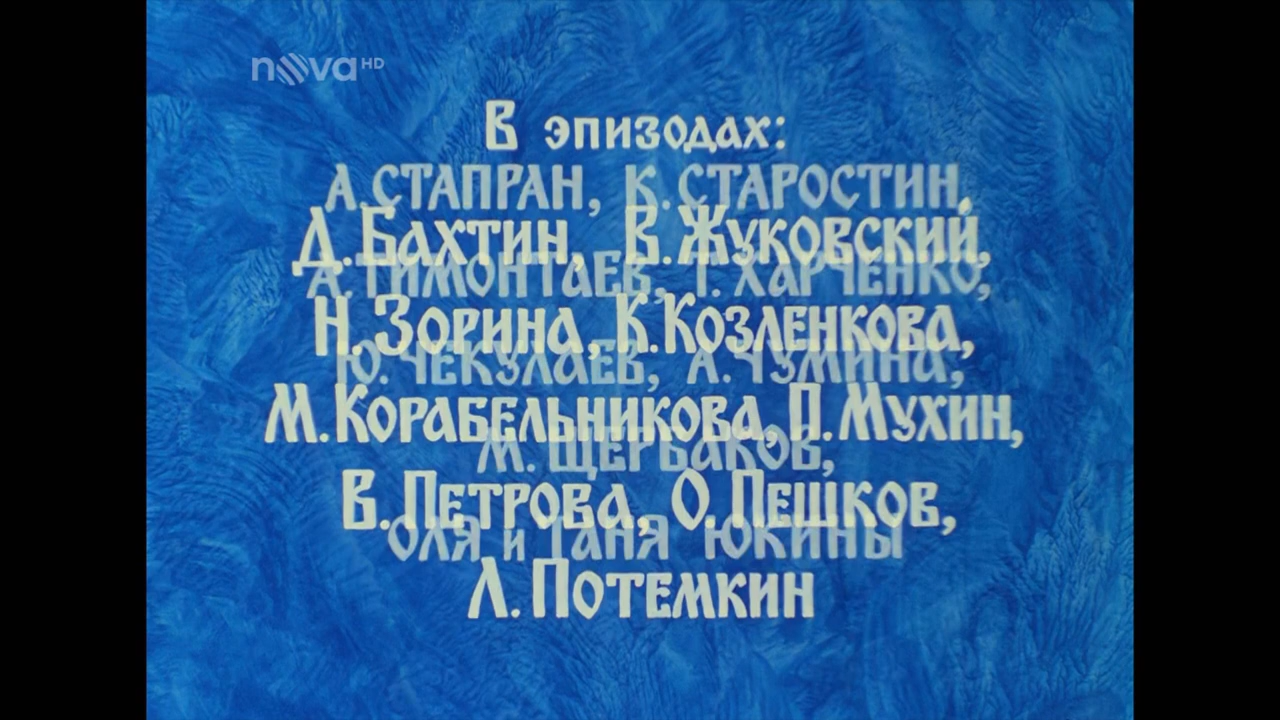 nova HD
В эпизодах:
А. СТАПРАН, К. СТАРОСТИН,
Д. БАХТИН, В. ЖУКОВСКИЙ,
А. ТИМОНТАЕВ, Т. ХАРЧЕНКО,
Н. ЗОРИНА, К. КОЗЛЕНКОВА,
Ю. ЧЕКУЛАЕВ, А. ЧУМИНА,
М. КОРАБЕЛЬНИКОВА, П. МУХИН,
М. ЩЕРБАКОВ,
В. ПЕТРОВА, О. ПЕШКОВ,
ОЛЯ и ТАНЯ ЮКИНЫ
Л. ПОТЕМКИН